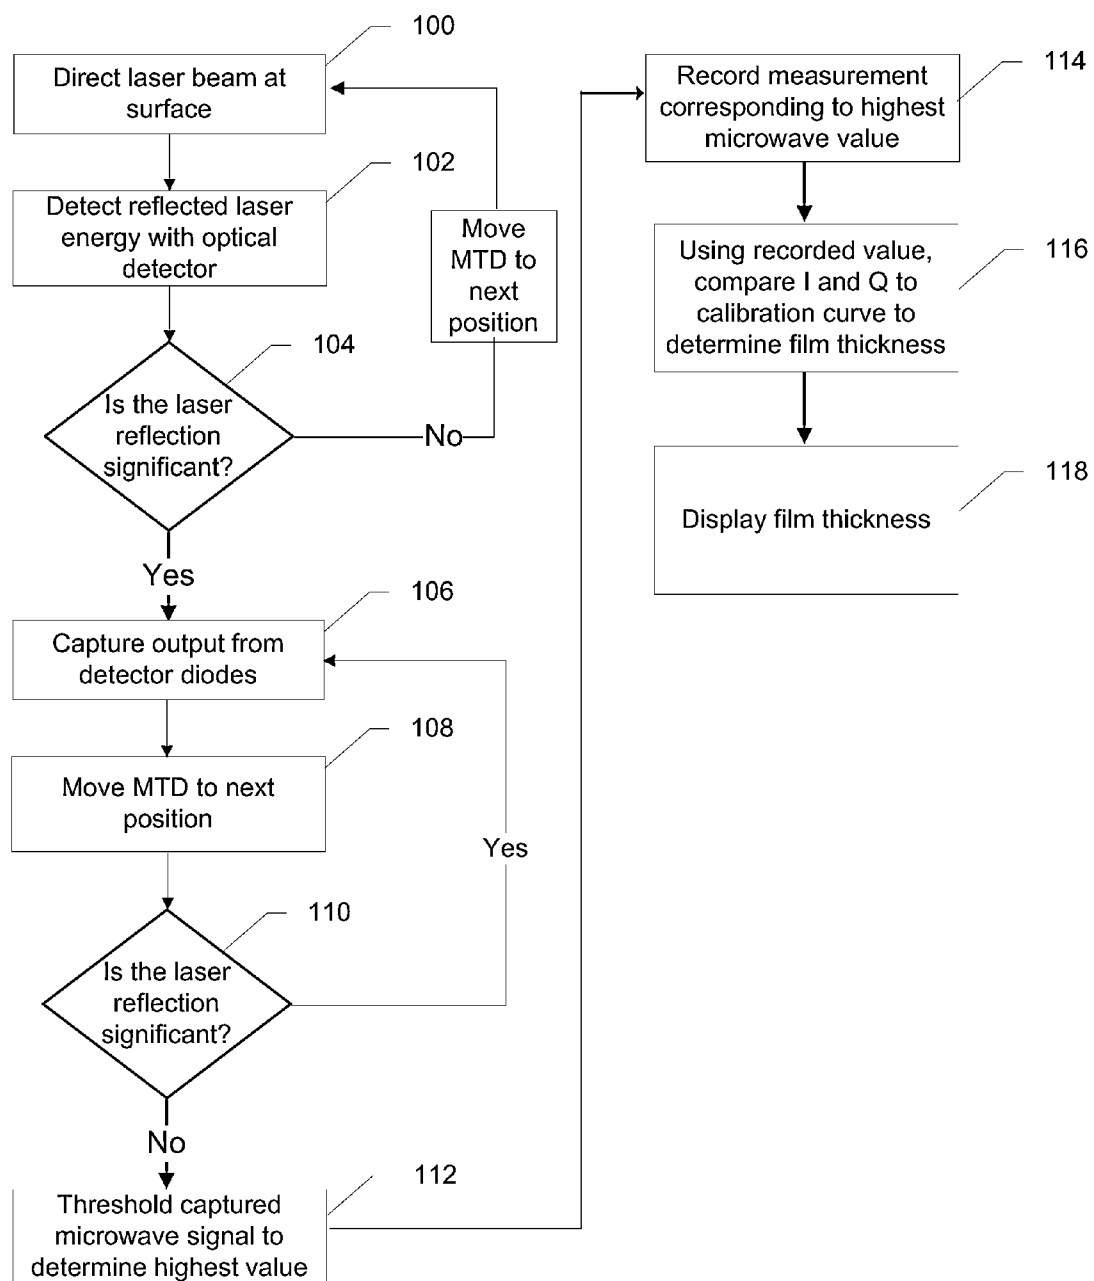 100
Direct laser beam at
surface
102
Detect reflected laser
energy with optical
detector
Move
MTD to
next
position
104
Is the laser
reflection
significant?
No
Yes
106
Capture output from
detector diodes
108
Move MTD to next
position
Yes
110
Is the laser
reflection
significant?
No
112
Threshold captured
microwave signal to
determine highest value
114
Record measurement
corresponding to highest
microwave value
116
Using recorded value,
compare I and Q to
calibration curve to
determine film thickness
118
Display film thickness